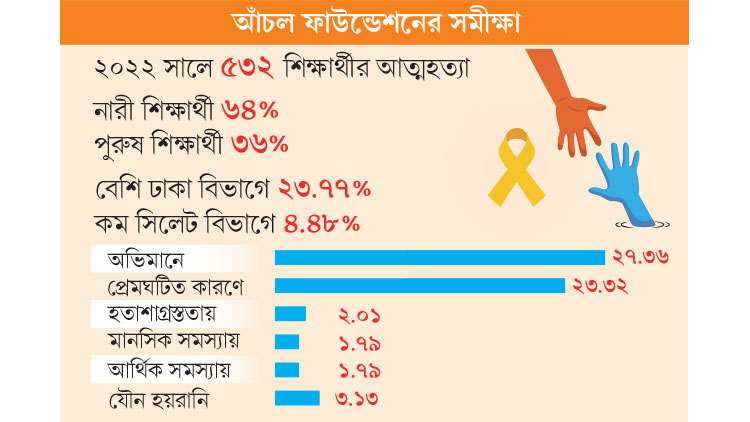 আঁচল ফাউন্ডেশনের সমীক্ষা
২০২২ সালে ৫৩২ শিক্ষার্থীর আত্মহত্যা
নারী শিক্ষার্থী ৬৪%
পুরুষ শিক্ষার্থী ৩৬%
বেশি ঢাকা বিভাগে ২৩.৭৭%
কম সিলেট বিভাগে ৪.৪৮%
অভিমানে ২৭.৩৬
প্রেমঘটিত কারণে ২৩.৩২
হতাশাগ্রস্ততায় ২.০১
মানসিক সমস্যায় ১.৭৯
আর্থিক সমস্যায় ১.৭৯
যৌন হয়রানি ৩.১৩